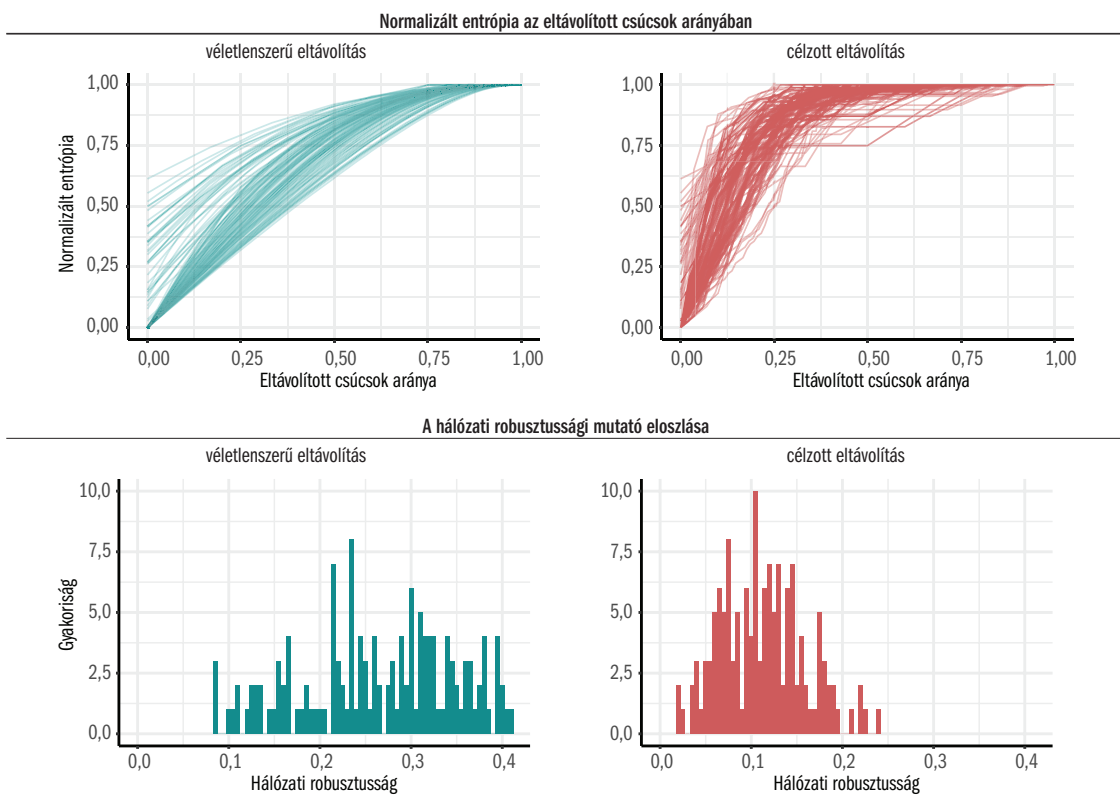 Normalizált entrópia az eltávolított csúcsok arányában
véletlenszerű eltávolítás
célzott eltávolítás
Normalizált entrópia
1,00
0,75
0,50
0,25
0,00
0,00 0,25 0,50 0,75 1,00
Eltávolított csúcsok aránya
1,00
0,75
0,50
0,25
0,00
0,00 0,25 0,50 0,75 1,00
Eltávolított csúcsok aránya
A hálózati robusztussági mutató eloszlása
véletlenszerű eltávolítás
célzott eltávolítás
Gyakoriság
10,0
7,5
5,0
2,5
0,0
0,0 0,1 0,2 0,3 0,4
Hálózati robusztusság
10,0
7,5
5,0
2,5
0,0
0,0 0,1 0,2 0,3 0,4
Hálózati robusztusság